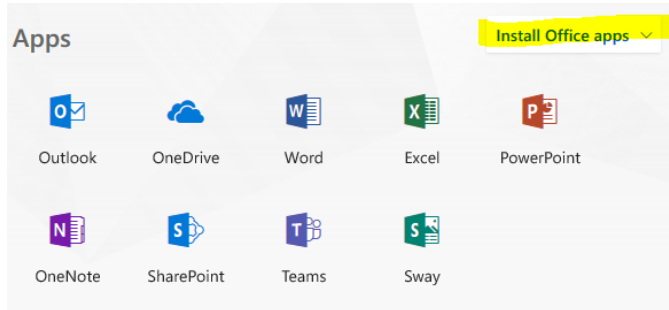 Apps
Install Office apps
Outlook OneDrive Word Excel PowerPoint
OneNote SharePoint Teams Sway